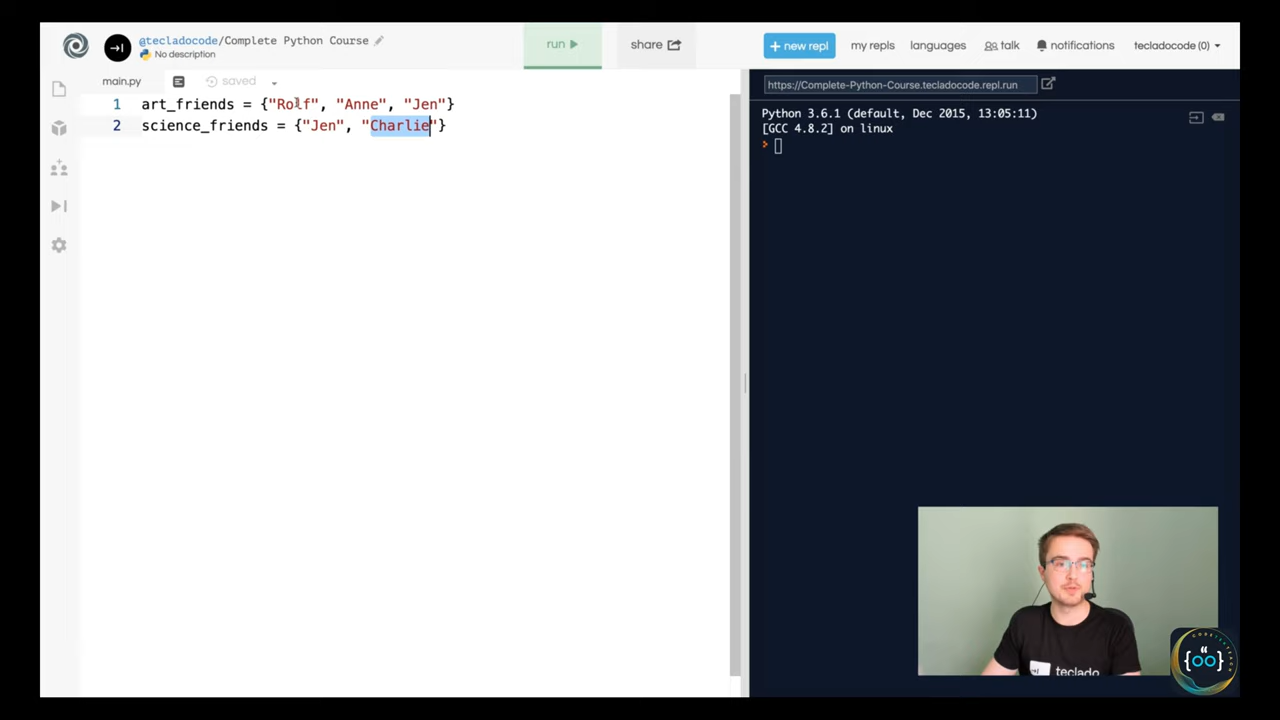 @tecladocode/Complete Python Course
No description
run
share
+ new repl
my repls
languages
talk
notifications
tecladocode (0)
main.py
saved
https://Complete-Python-Course.tecladocode.repl.run
1 art_friends = {"Rolf", "Anne", "Jen"}
2 science_friends = {"Jen", "Charlie"}
Python 3.6.1 (default, Dec 2015, 13:05:11)
[GCC 4.8.2] on linux
teclado